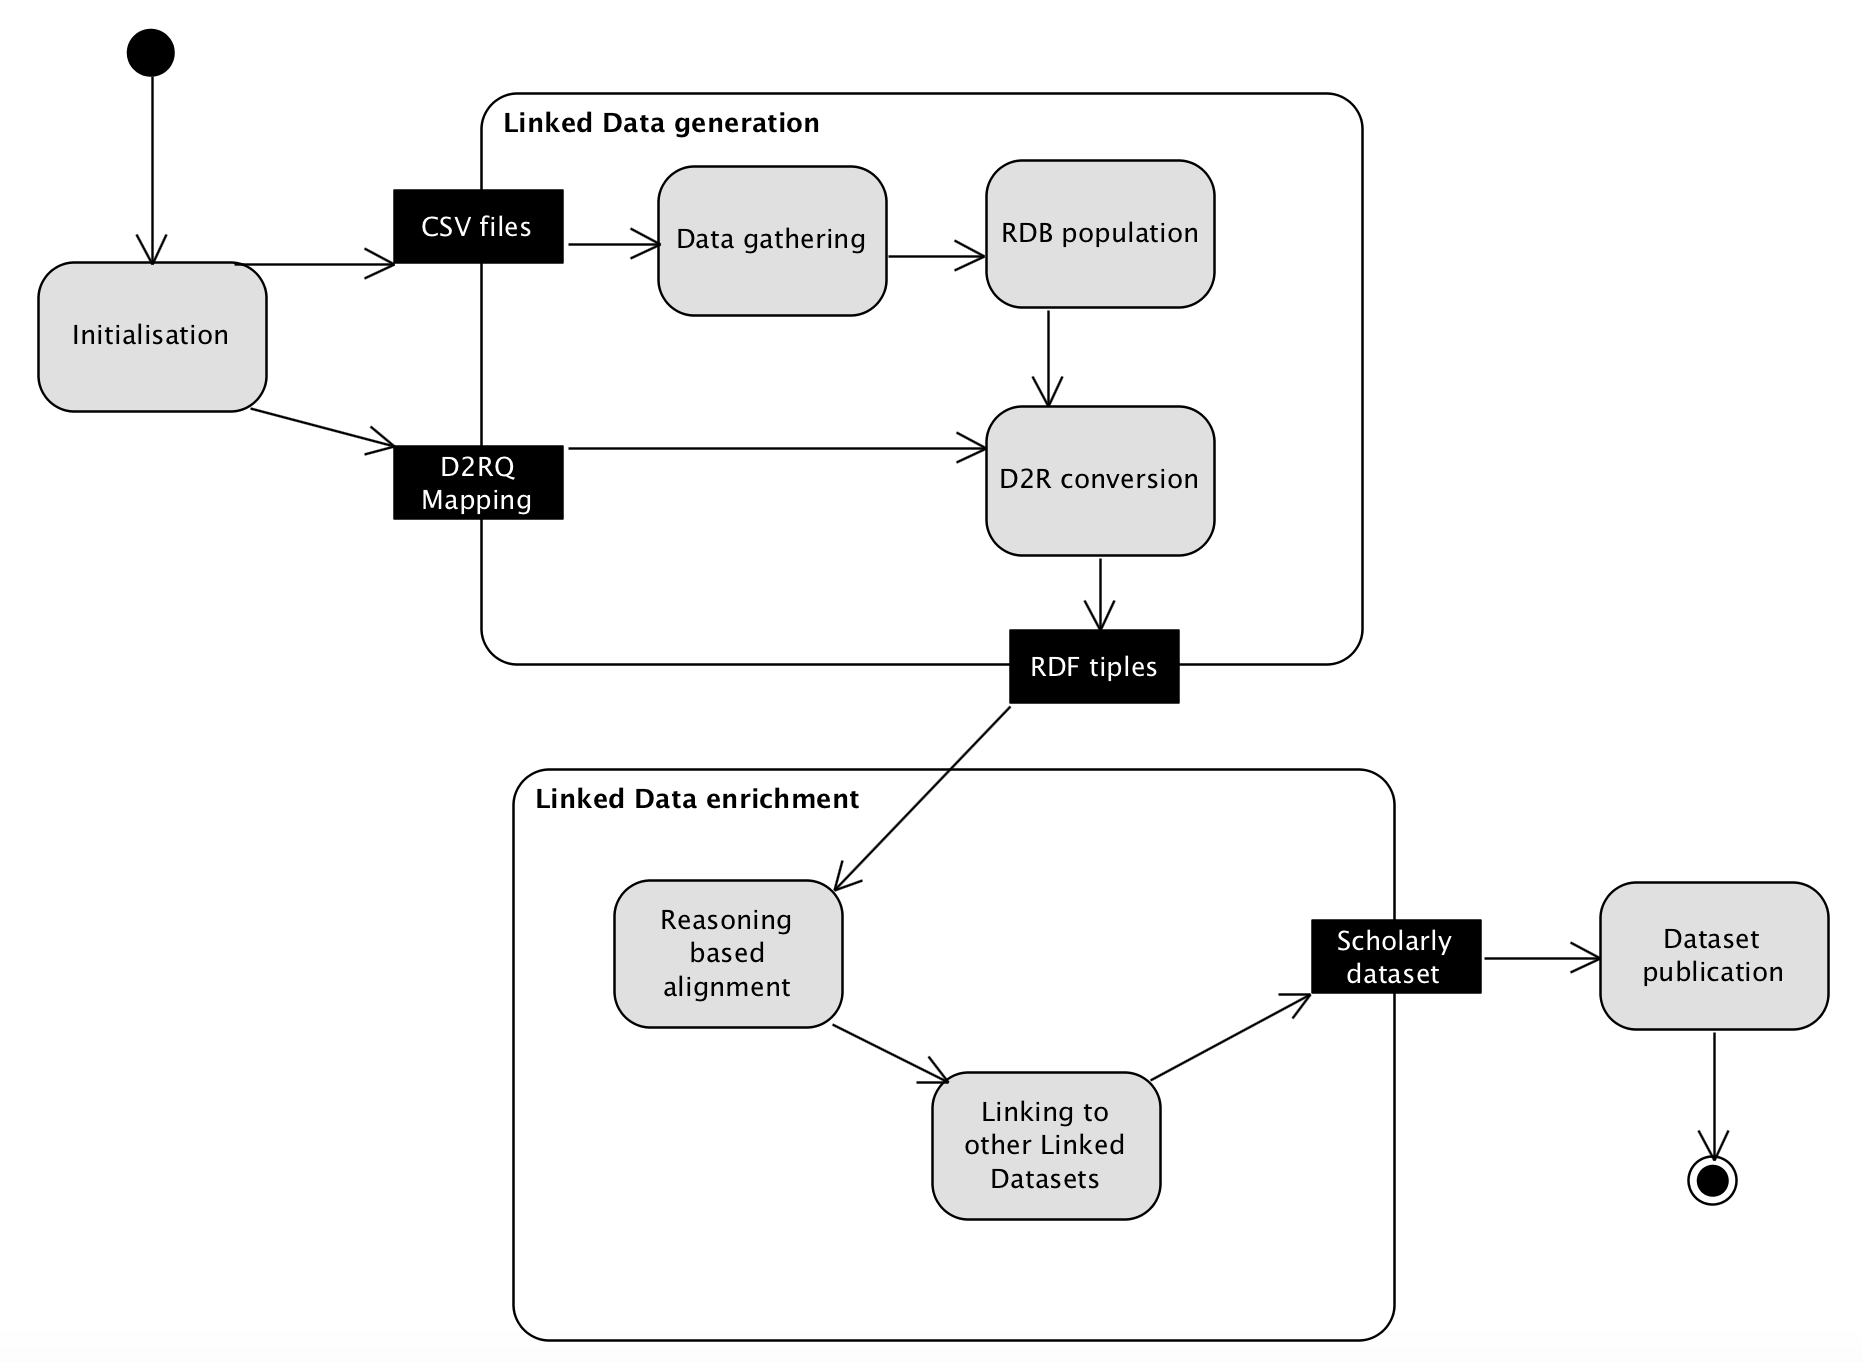 Linked Data generation
CSV files
Data gathering
RDB population
Initialisation
D2RQ
Mapping
D2R conversion
RDF tiples
Linked Data enrichment
Reasoning
based
alignment
Linking to
other Linked
Datasets
Scholarly
dataset
Dataset
publication